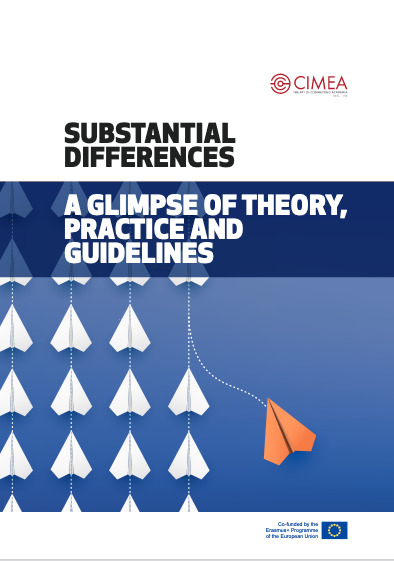 CIMEA
SUBSTANTIAL
DIFFERENCES
A GLIMPSE OF THEORY,
PRACTICE AND
GUIDELINES
Co-funded by the
Erasmus+ Programme
of the European Union